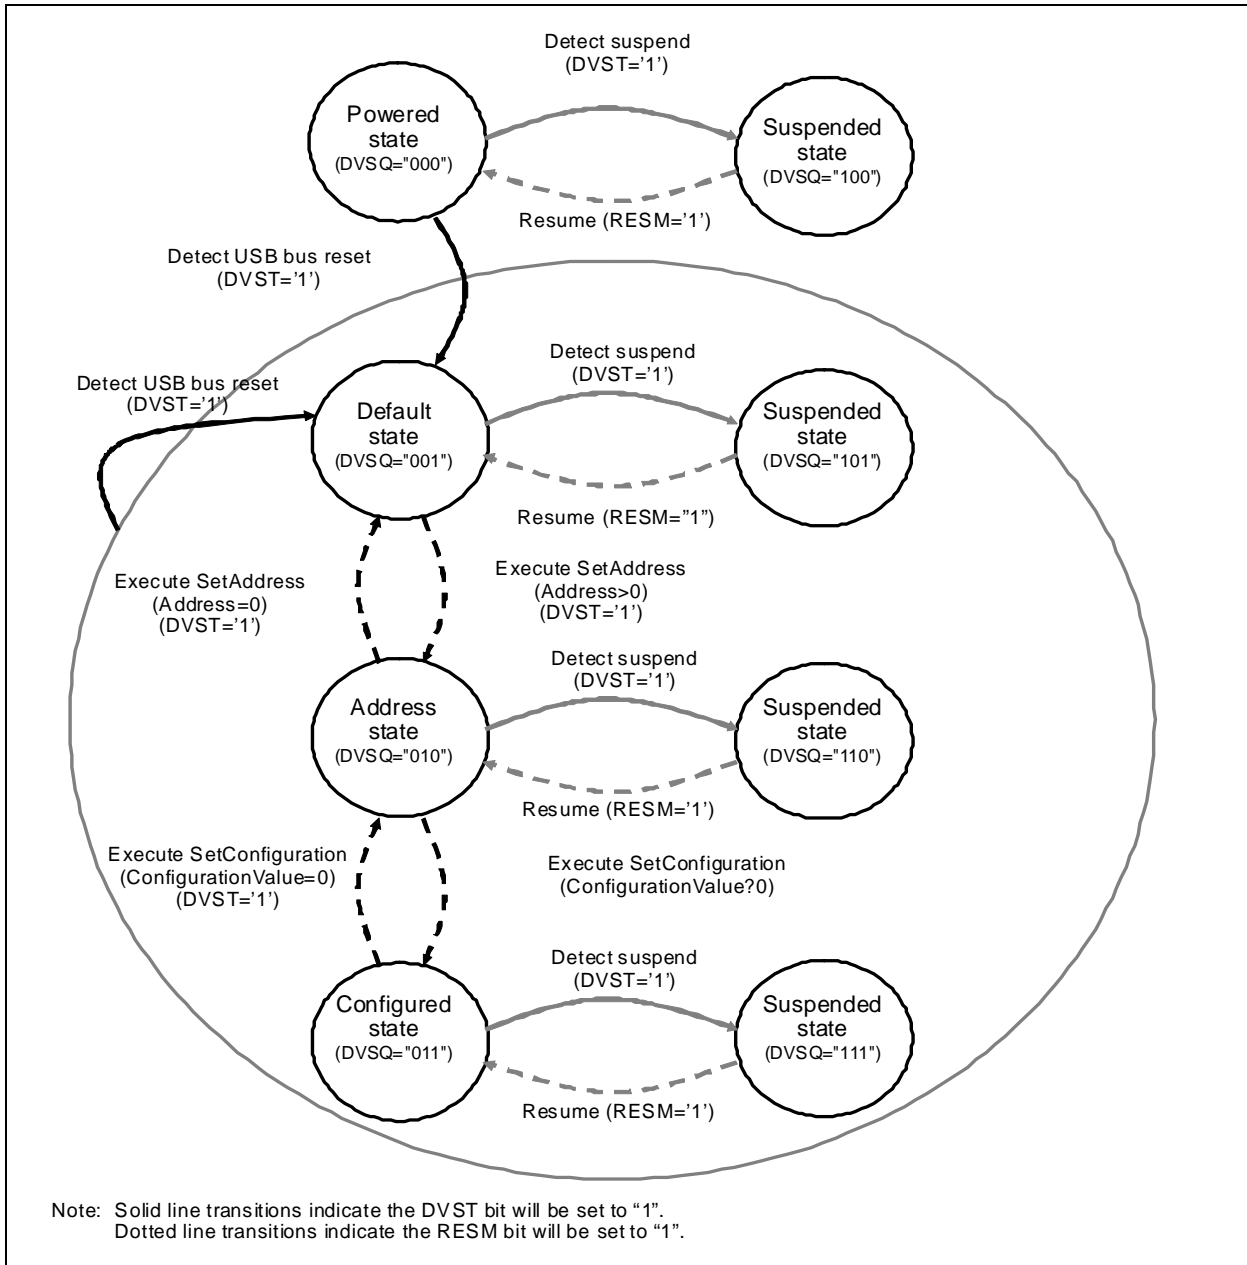 Detect suspend
(DVST='1')
Powered
state
(DVSQ="000")
Suspended
state
(DVSQ="100")
Resume (RESM='1')
Detect USB bus reset
(DVST='1')
Detect suspend
(DVST='1')
Detect USB bus reset
(DVST='1')
Default
state
(DVSQ="001")
Suspended
state
(DVSQ="101")
Resume (RESM=”1”)
Execute SetAddress
(Address=0)
(DVST=’1’)
Execute SetAddress
(Address>0)
(DVST=’1’)
Detect suspend
(DVST=’1’)
Address
state
(DVSQ="010")
Suspended
state
(DVSQ="110")
Resume (RESM=’1’)
Execute SetConfiguration
(ConfigurationValue=0)
(DVST=’1’)
Execute SetConfiguration
(ConfigurationValue?0)
Detect suspend
(DVST=’1’)
Configured
state
(DVSQ="011")
Suspended
state
(DVSQ="111")
Resume (RESM=’1’)
Note: Solid line transitions indicate the DVST bit will be set to “1”.
Dotted line transitions indicate the RESM bit will be set to “1”.